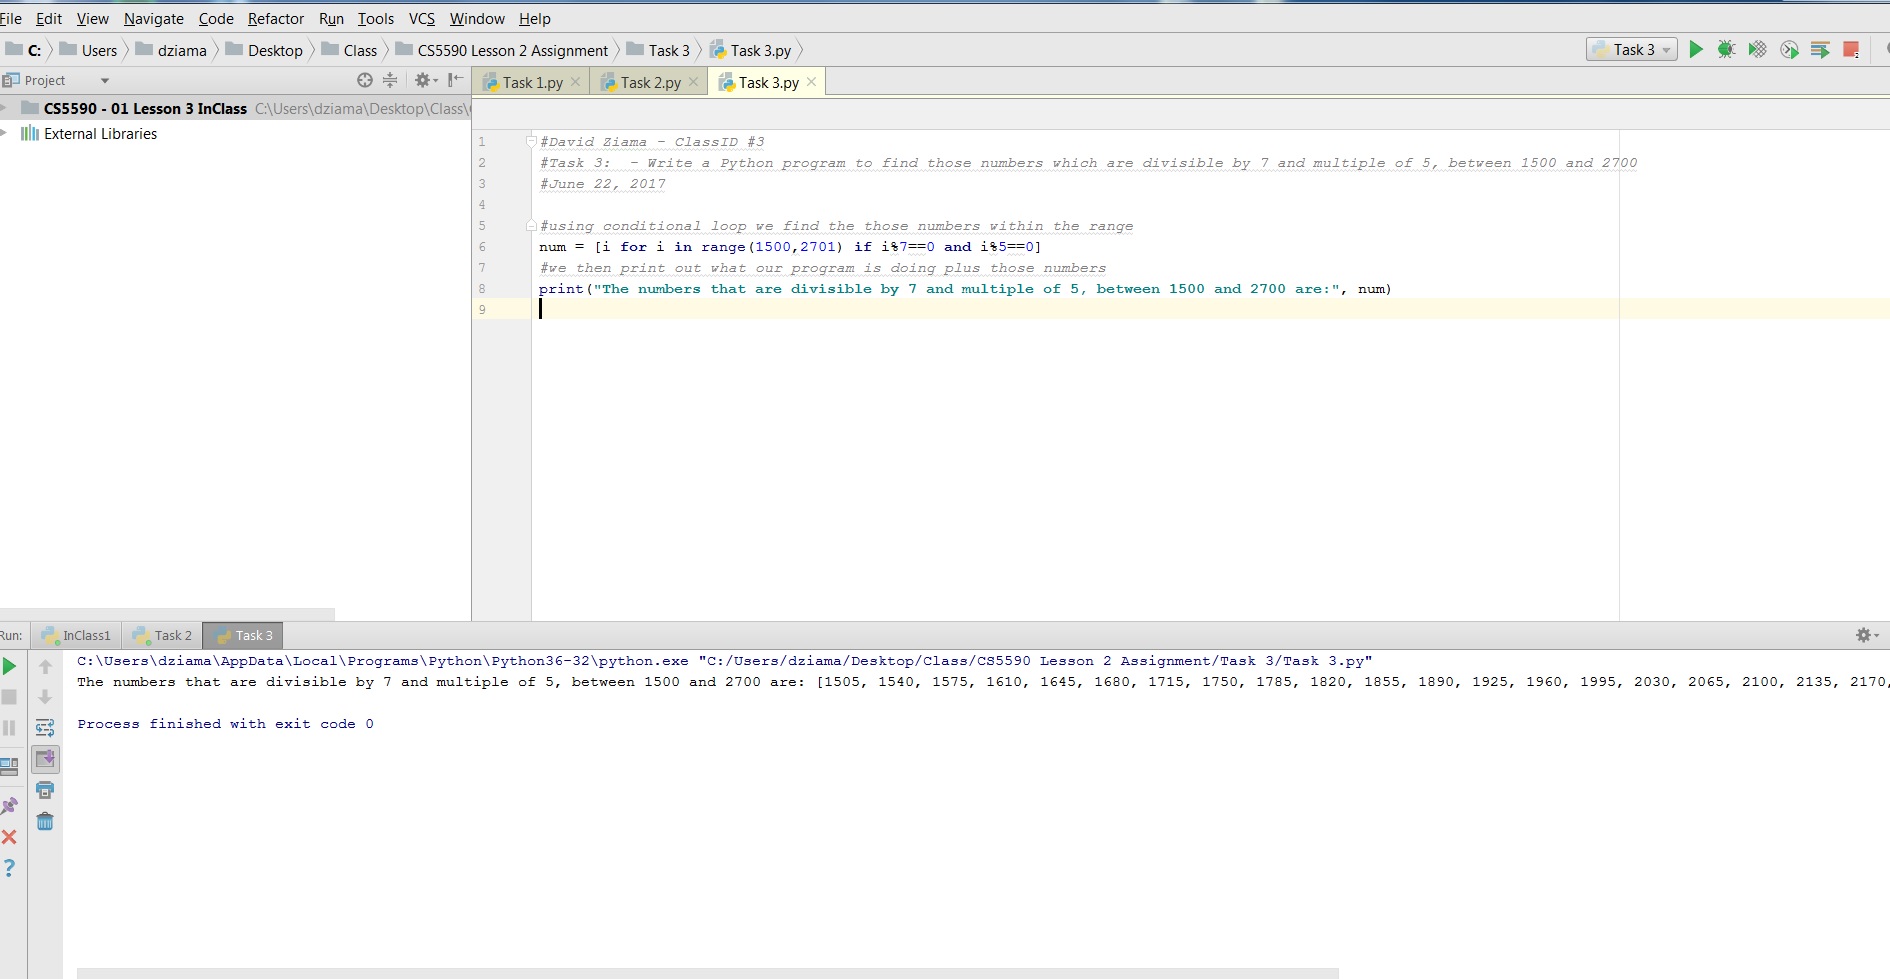 File Edit View Navigate Code Refactor Run Tools VCS Window Help
C: Users dziama Desktop Class CS5590 Lesson 2 Assignment Task 3 Task 3.py Task 3
Project Task 1.py Task 2.py Task 3.py
CS5590 - 01 Lesson 3 InClass C:\Users\dziama\Desktop\Class\
External Libraries
1 #David Ziama - ClassID #3
2 #Task 3:  - Write a Python program to find those numbers which are divisible by 7 and multiple of 5, between 1500 and 2700
3 #June 22, 2017
4
5 #using conditional loop we find the those numbers within the range
6 num = [i for i in range(1500,2701) if i%7==0 and i%5==0]
7 #we then print out what our program is doing plus those numbers
8 print("The numbers that are divisible by 7 and multiple of 5, between 1500 and 2700 are:", num)
9
Run: InClass1 Task 2 Task 3
C:\Users\dziama\AppData\Local\Programs\Python\Python36-32\python.exe "C:/Users/dziama/Desktop/Class/CS5590 Lesson 2 Assignment/Task 3/Task 3.py"
The numbers that are divisible by 7 and multiple of 5, between 1500 and 2700 are: [1505, 1540, 1575, 1610, 1645, 1680, 1715, 1750, 1785, 1820, 1855, 1890, 1925, 1960, 1995, 2030, 2065, 2100, 2135, 2170,
Process finished with exit code 0